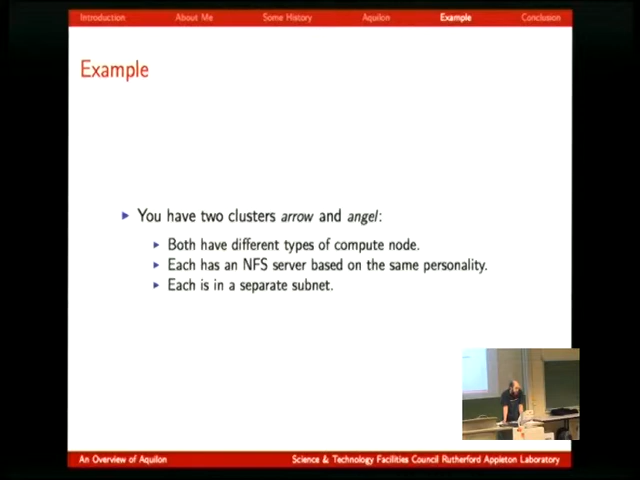 Introduction About Me Some History Aquilon Example Conclusion
Example
You have two clusters arrow and angel:
Both have different types of compute node.
Each has an NFS server based on the same personality.
Each is in a separate subnet.
An Overview of Aquilon Science & Technology Facilities Council Rutherford Appleton Laboratory